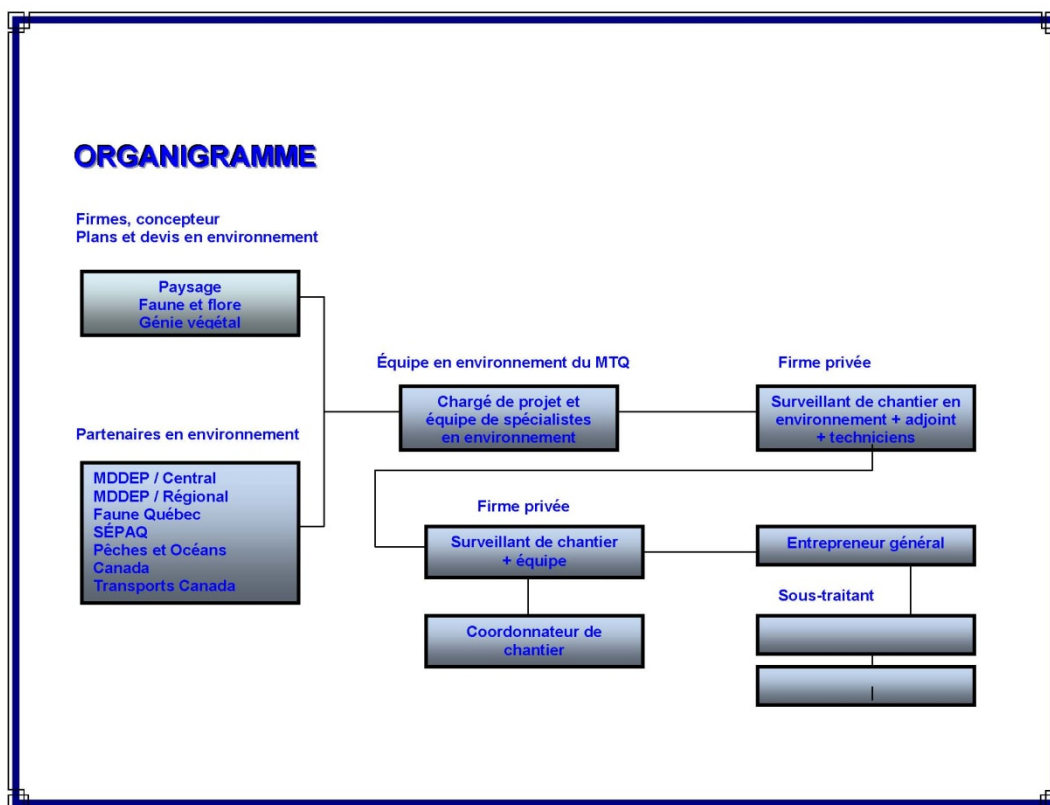 ORGANIGRAMME
Firmes, concepteur
Plans et devis en environnement
Paysage
Faune et flore
Génie végétal
Partenaires en environnement
MDDEP / Central
MDDEP / Régional
Faune Québec
SÉPAQ
Pêches et Océans
Canada
Transports Canada
Équipe en environnement du MTQ
Chargé de projet et
équipe de spécialistes
en environnement
Firme privée
Surveillant de chantier en
environnement + adjoint
+ techniciens
Firme privée
Surveillant de chantier
+ équipe
Coordonnateur de
chantier
Entrepreneur général
Sous-traitant